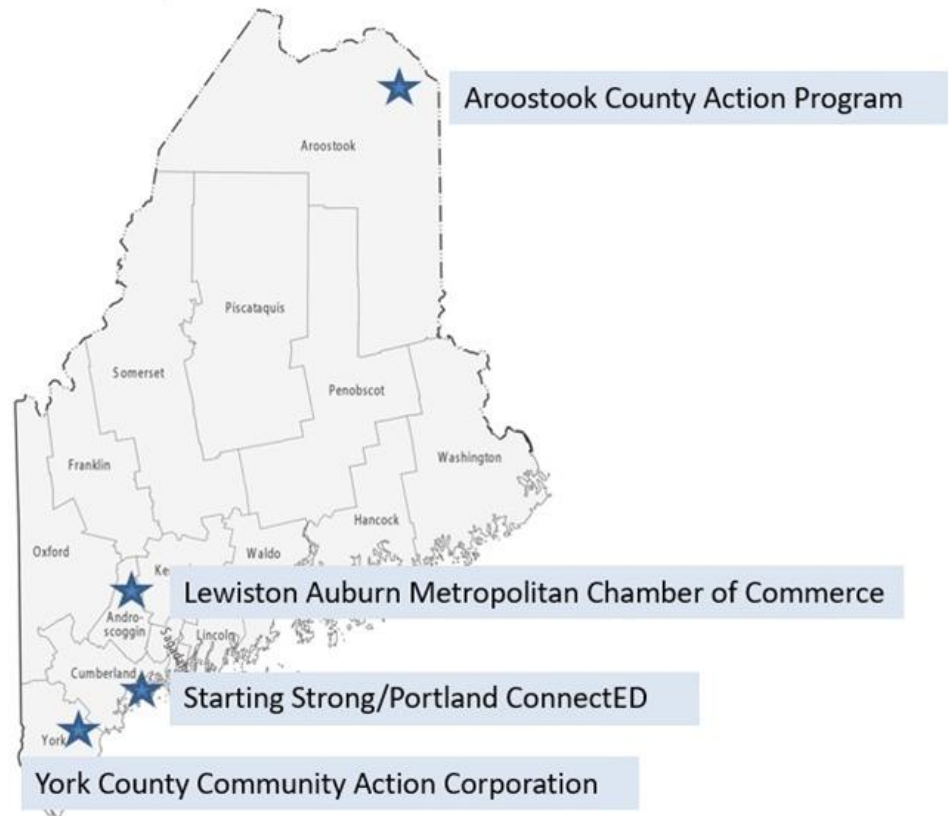 Aroostook County Action Program
Aroostook
Piscataquis
Somerset
Penobscot
Franklin
Washington
Hancock
Oxford
Waldo
Lewiston Auburn Metropolitan Chamber of Commerce
Andro-
scoggin
Lincoln
Cumberland
Starting Strong/Portland ConnectED
York
York County Community Action Corporation